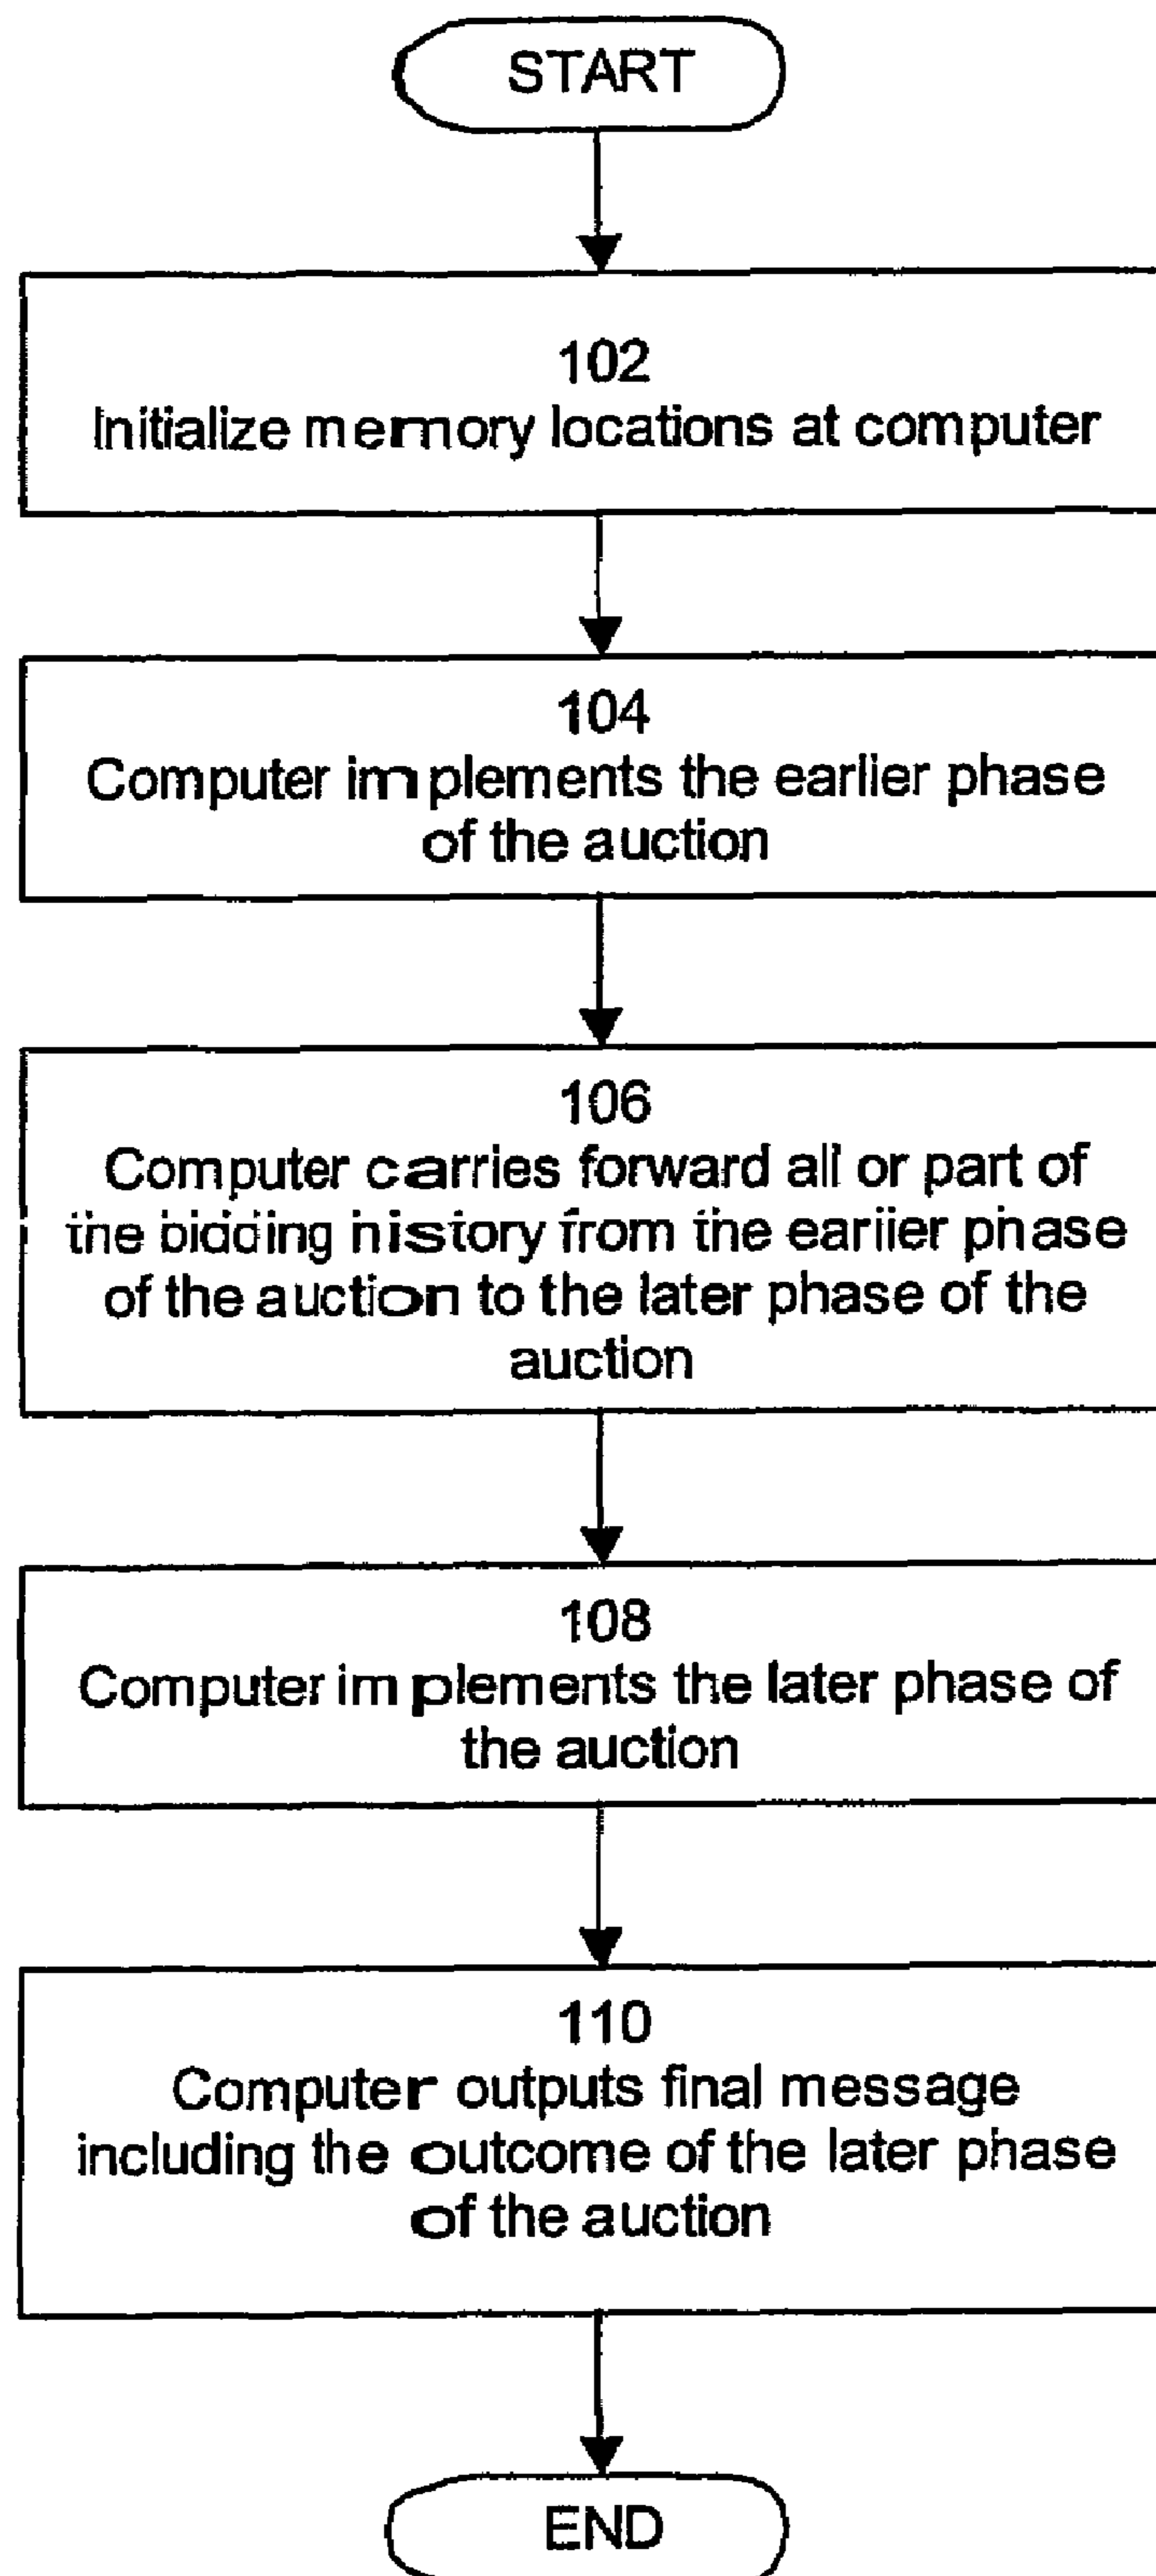 START
102
Initialize memory locations at computer
104
Computer implements the earlier phase
of the auction
106
Computer carries forward all or part of
the bidding history from the earlier phase
of the auction to the later phase of the
auction
108
Computer implements the later phase of
the auction
110
Computer outputs final message
including the outcome of the later phase
of the auction
END